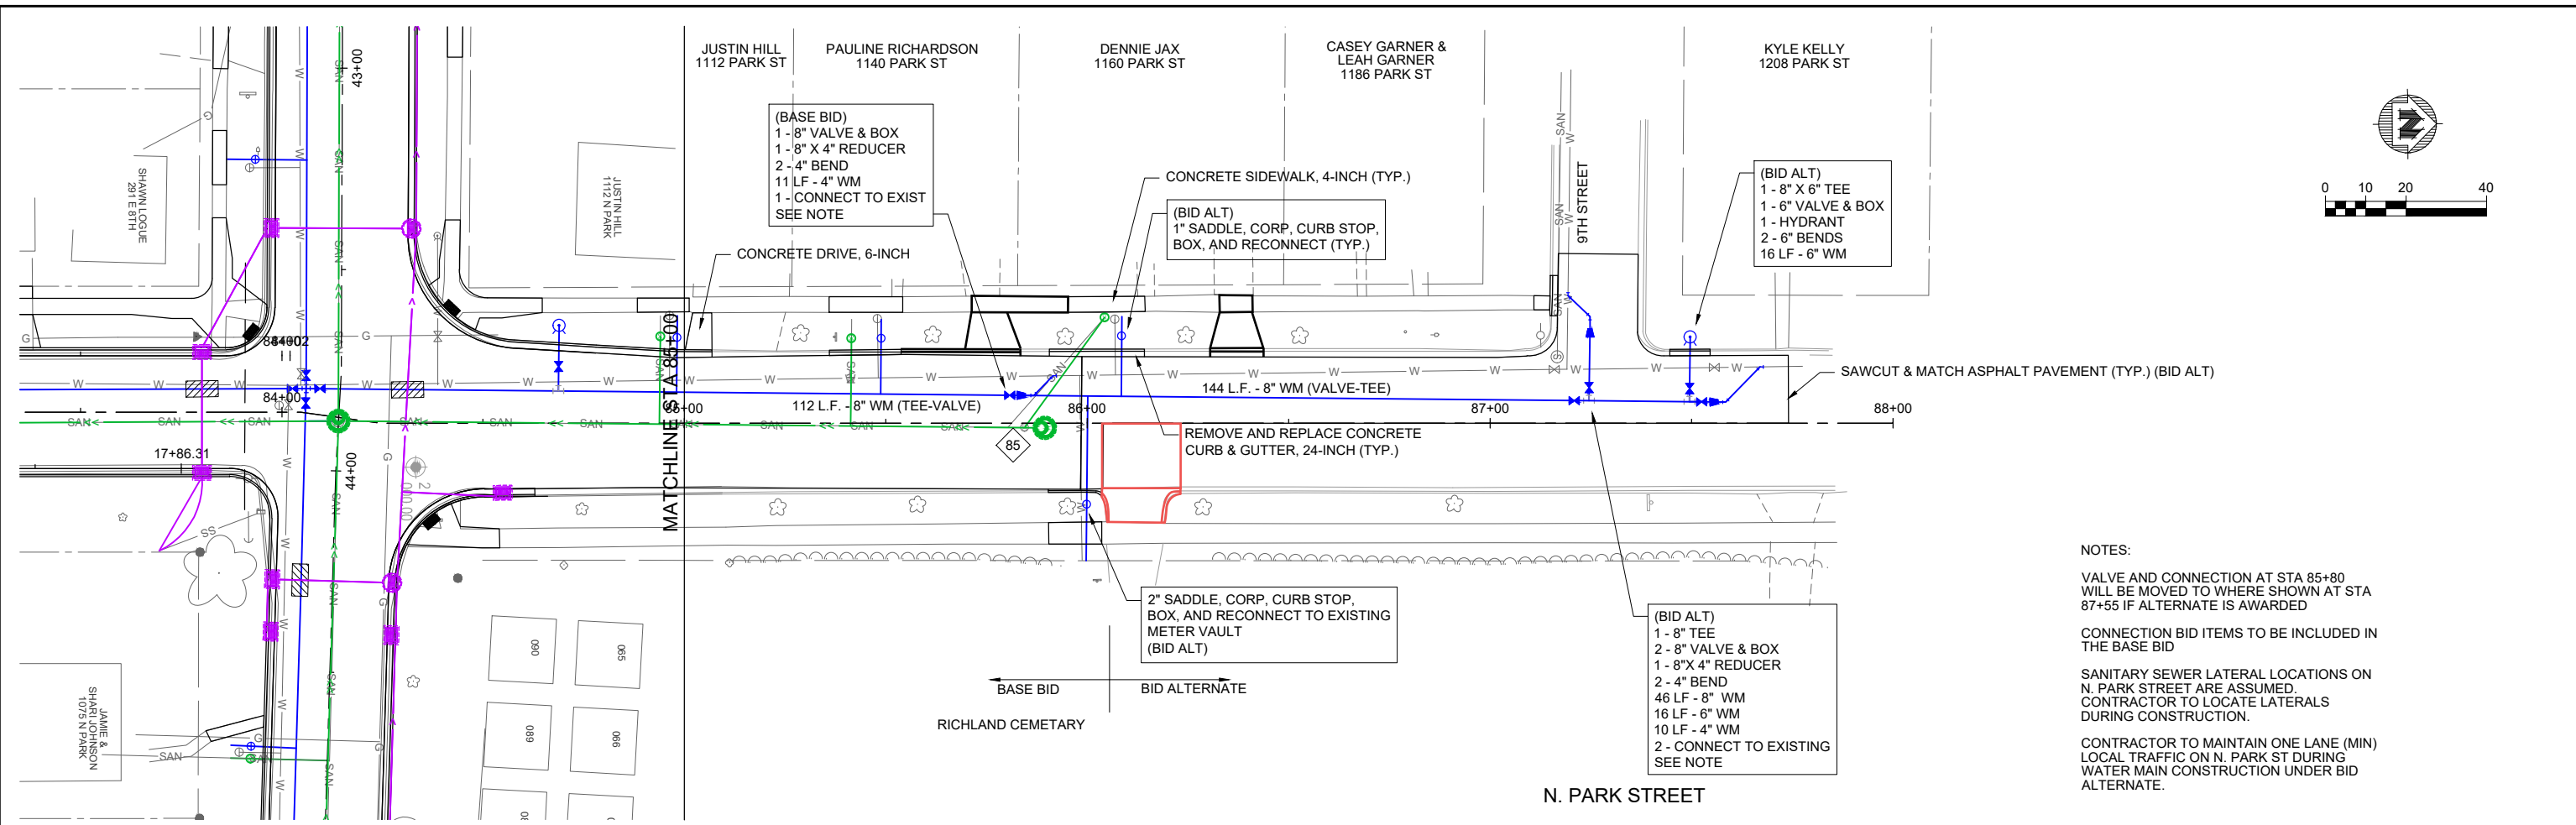 JUSTIN HILL
1112 PARK ST
PAULINE RICHARDSON
1140 PARK ST
DENNIE JAX
1160 PARK ST
CASEY GARNER &
LEAH GARNER
1186 PARK ST
KYLE KELLY
1208 PARK ST
43+00
(BASE BID)
1 - 8" VALVE & BOX
1 - 8" X 4" REDUCER
2 - 4" BEND
11 LF - 4" WM
1 - CONNECT TO EXIST
SEE NOTE
CONCRETE SIDEWALK, 4-INCH (TYP.)
(BID ALT)
1" SADDLE, CORP, CURB STOP,
BOX, AND RECONNECT (TYP.)
CONCRETE DRIVE, 6-INCH
9TH STREET
(BID ALT)
1 - 8" X 6" TEE
1 - 6" VALVE & BOX
1 - HYDRANT
2 - 6" BENDS
16 LF - 6" WM
N
0 10 20 40
SHAWN LOGUE
291 E 8TH
JUSTIN HILL
1112 N PARK
MATCHLINE STA 85+00
SAWCUT & MATCH ASPHALT PAVEMENT (TYP.) (BID ALT)
84+00
85+00
112 L.F. - 8" WM (TEE-VALVE)
86+00
144 L.F. - 8" WM (VALVE-TEE)
87+00
88+00
85
REMOVE AND REPLACE CONCRETE
CURB & GUTTER, 24-INCH (TYP.)
17+86.31
44+00
2" SADDLE, CORP, CURB STOP,
BOX, AND RECONNECT TO EXISTING
METER VAULT
(BID ALT)
BASE BID
BID ALTERNATE
RICHLAND CEMETARY
(BID ALT)
1 - 8" TEE
2 - 8" VALVE & BOX
1 - 8"X 4" REDUCER
2 - 4" BEND
46 LF - 8" WM
16 LF - 6" WM
10 LF - 4" WM
2 - CONNECT TO EXISTING
SEE NOTE
N. PARK STREET
JAMIE &
SHARI JOHNSON
1075 N PARK
090
065
089
066
NOTES:
VALVE AND CONNECTION AT STA 85+80
WILL BE MOVED TO WHERE SHOWN AT STA
87+55 IF ALTERNATE IS AWARDED
CONNECTION BID ITEMS TO BE INCLUDED IN
THE BASE BID
SANITARY SEWER LATERAL LOCATIONS ON
N. PARK STREET ARE ASSUMED.
CONTRACTOR TO LOCATE LATERALS
DURING CONSTRUCTION.
CONTRACTOR TO MAINTAIN ONE LANE (MIN)
LOCAL TRAFFIC ON N. PARK ST DURING
WATER MAIN CONSTRUCTION UNDER BID
ALTERNATE.